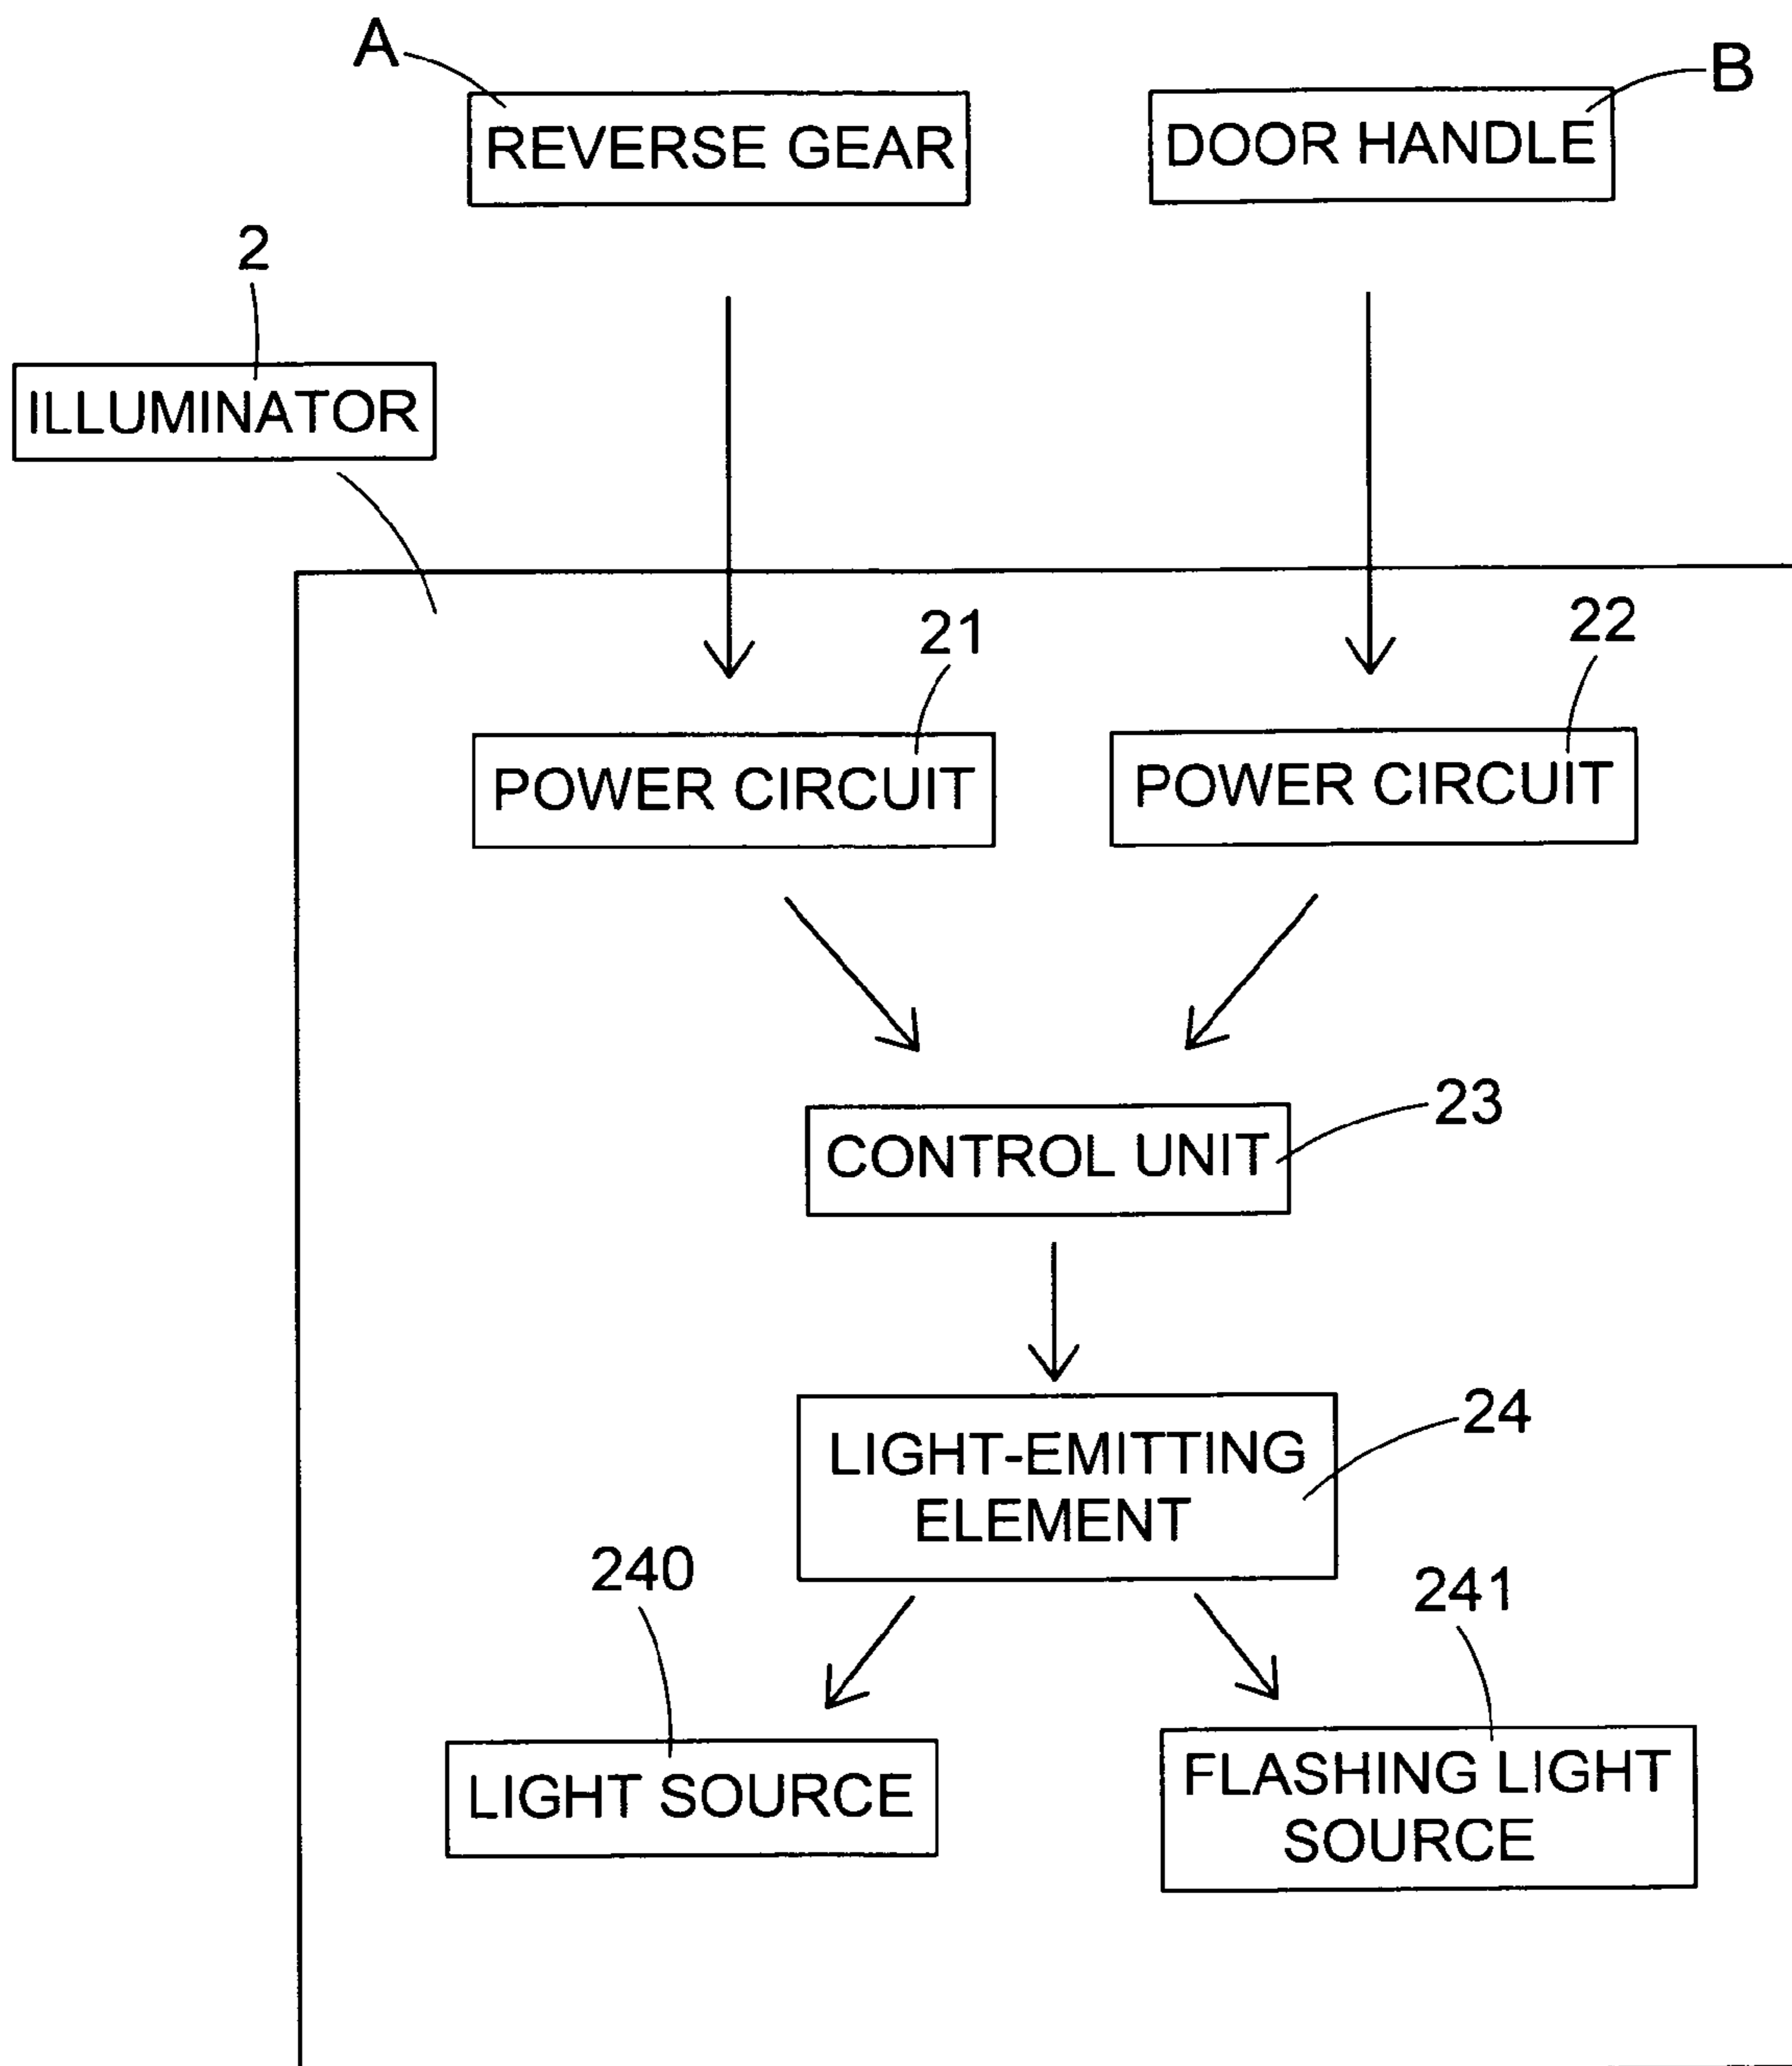 A
REVERSE GEAR
B
DOOR HANDLE
2
ILLUMINATOR
21
POWER CIRCUIT
22
POWER CIRCUIT
CONTROL UNIT
23
LIGHT-EMITTING
ELEMENT
24
240
LIGHT SOURCE
241
FLASHING LIGHT
SOURCE